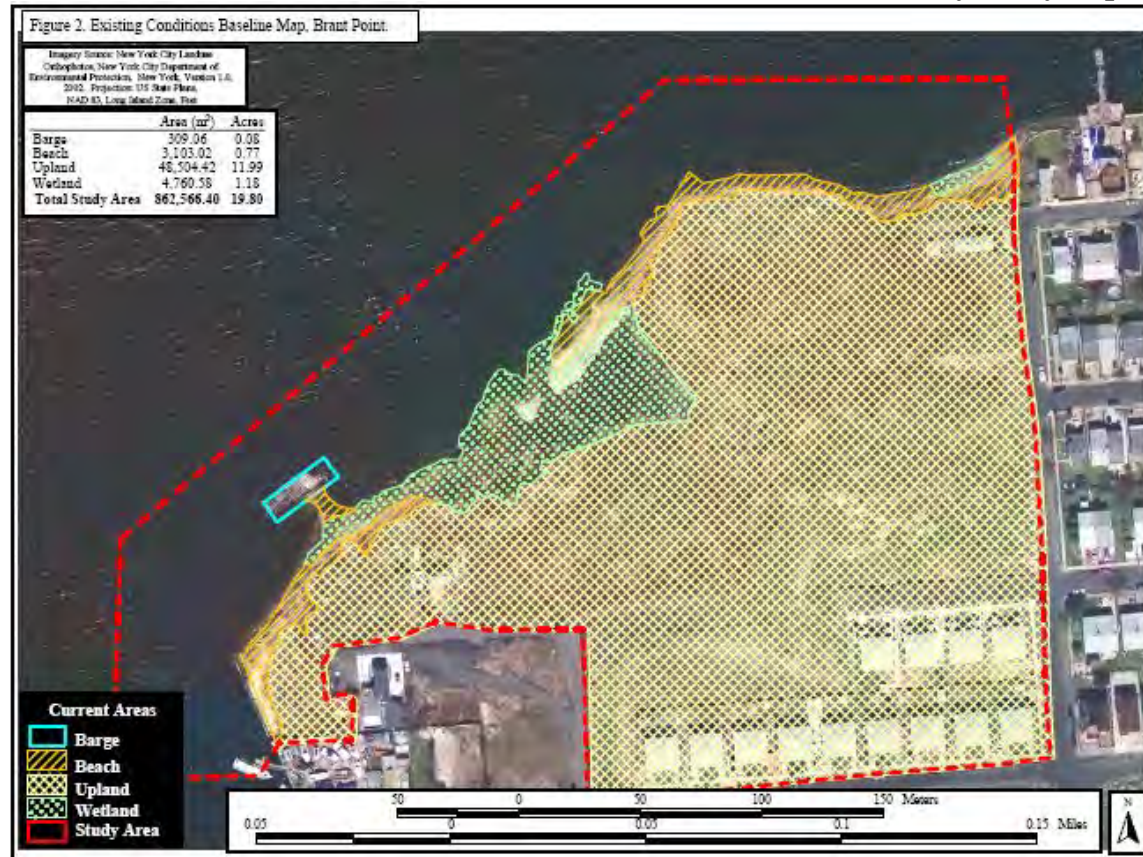 Figure 2. Existing Conditions Baseline Map, Brant Point.
Imagery Source: New York City Landuse
Orthophotos, New York City Department of
Environmental Protection, New York, Version 1.0,
2002. Projection: US State Plane,
NAD 83, Long Island Zone, Feet
Area (m²) Acres
Barge 309.06 0.08
Beach 3,103.02 0.77
Upland 48,504.42 11.99
Wetland 4,760.58 1.18
Total Study Area 862,566.40 19.80
Current Areas
Barge
Beach
Upland
Wetland
Study Area
50 0 50 100 150 Meters
0.05 0 0.05 0.1 0.15 Miles
N